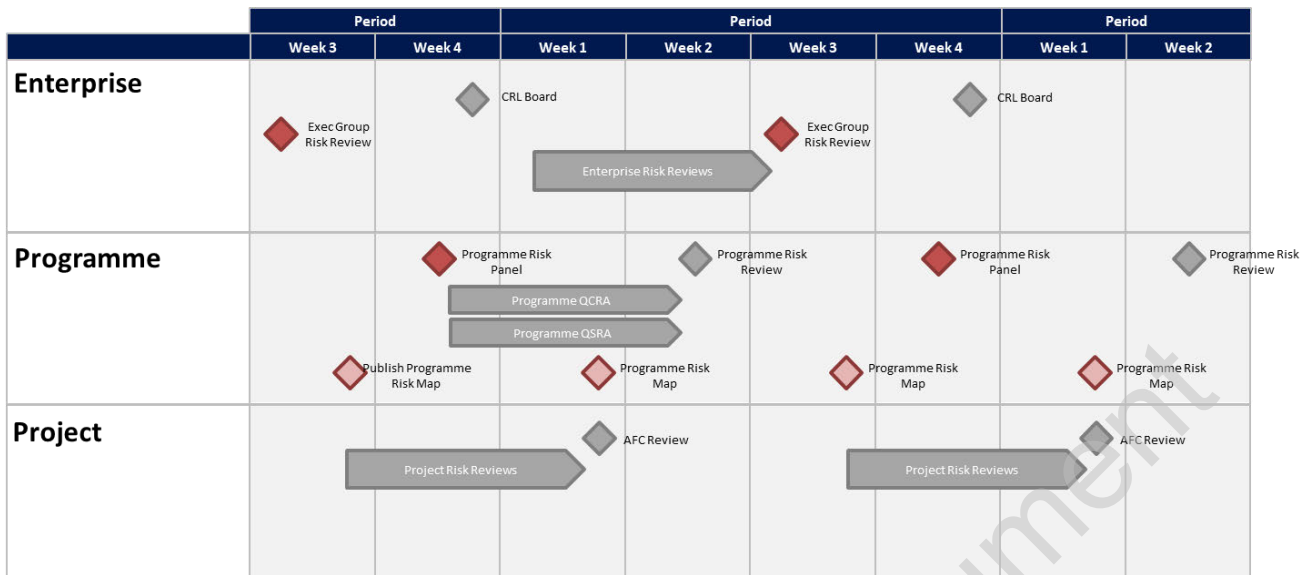 Period Period Period
Week 3 Week 4 Week 1 Week 2 Week 3 Week 4 Week 1 Week 2
Enterprise
CRL Board CRL Board
Exec Group Exec Group
Risk Review Risk Review
Enterprise Risk Reviews
Programme
Programme Risk Programme Risk Programme Risk Programme Risk
Panel Review Panel Review
Programme QCRA
Programme QSRA
Publish Programme Programme Risk Programme Risk Programme Risk
Risk Map Map Map Map
Project
AFC Review AFC Review
Project Risk Reviews Project Risk Reviews
ument